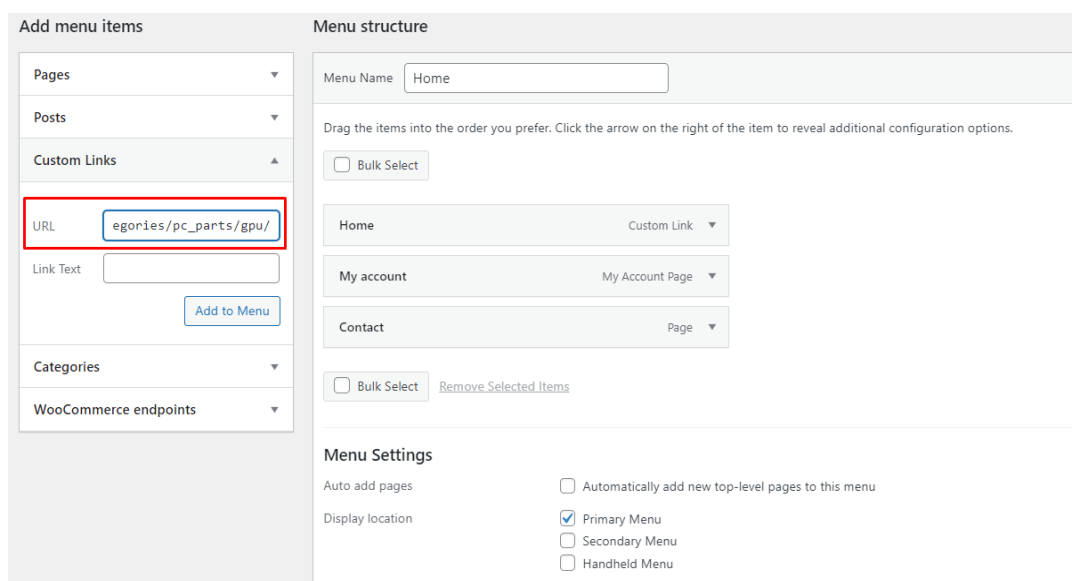 Add menu items
Pages
Posts
Custom Links
URL egories/pc_parts/gpu/
Link Text
Add to Menu
Categories
WooCommerce endpoints
Menu structure
Menu Name Home
Drag the items into the order you prefer. Click the arrow on the right of the item to reveal additional configuration options.
Bulk Select
Home Custom Link
My account My Account Page
Contact Page
Bulk Select Remove Selected Items
Menu Settings
Auto add pages Automatically add new top-level pages to this menu
Display location Primary Menu
Secondary Menu
Handheld Menu